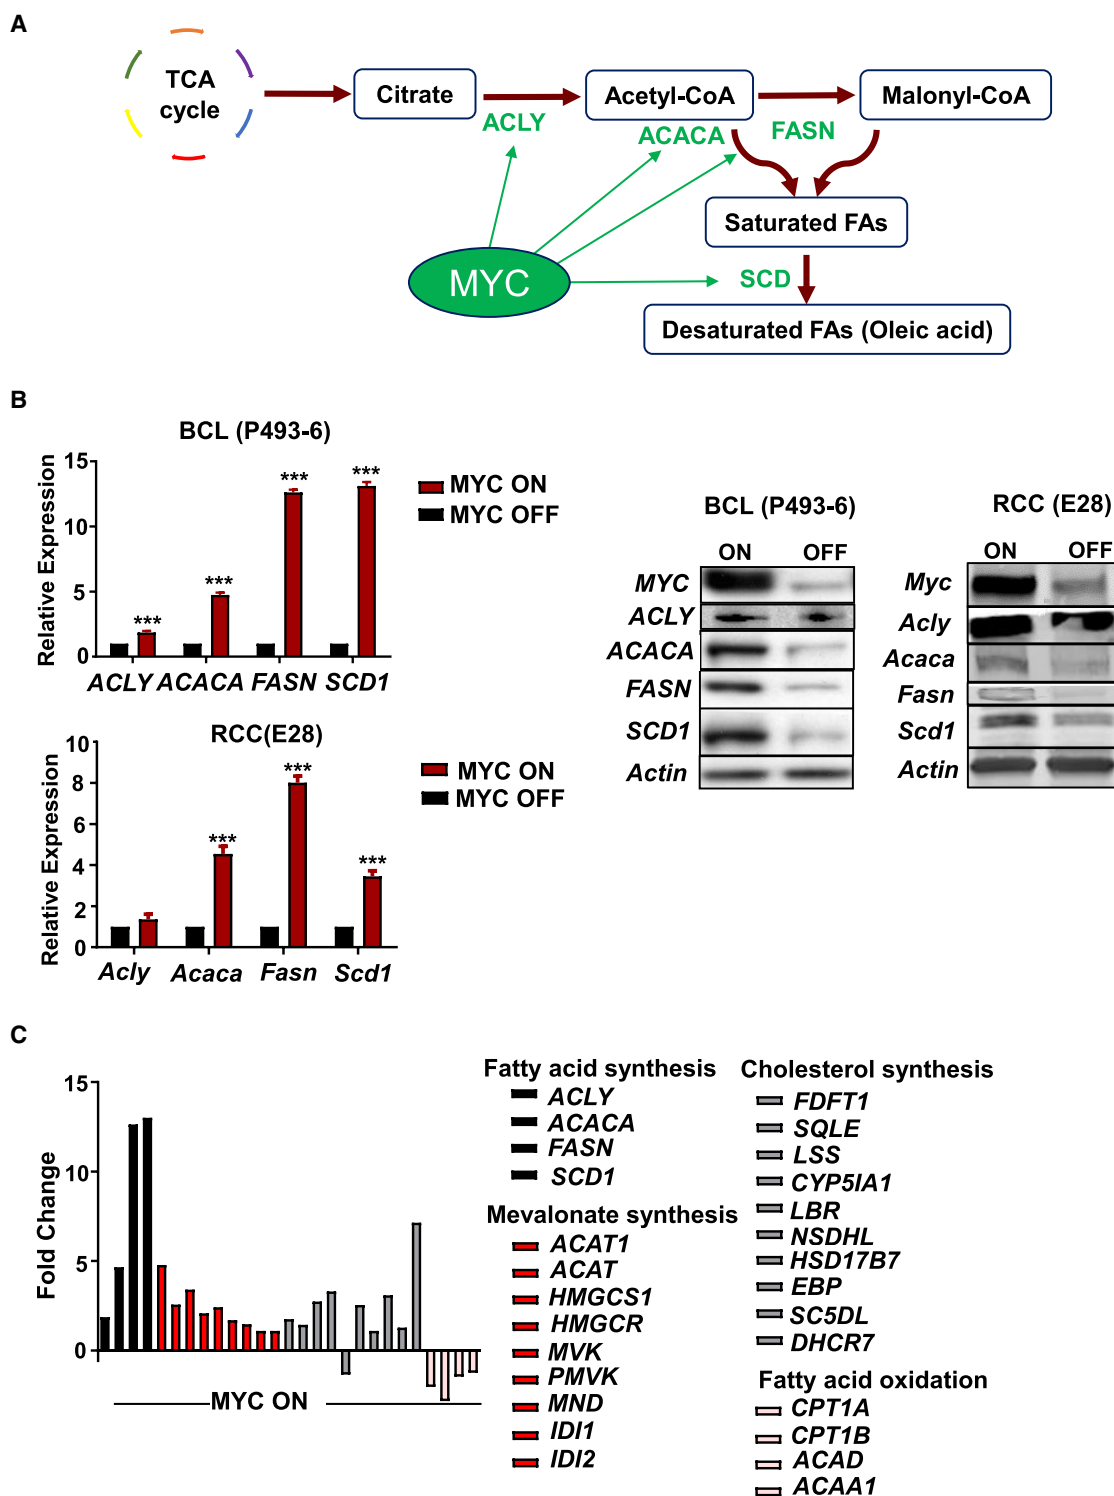 A
TCA
cycle
Citrate
Acetyl-CoA
Malonyl-CoA
ACLY
ACACA
FASN
Saturated FAs
MYC
SCD
Desaturated FAs (Oleic acid)
B
BCL (P493-6)
Relative Expression
15
10
5
0
***
***
***
***
ACLY ACACA FASN SCD1
MYC ON
MYC OFF
RCC(E28)
Relative Expression
10
8
6
4
2
0
***
***
***
Acly Acaca Fasn Scd1
MYC ON
MYC OFF
BCL (P493-6)
ON OFF
MYC
ACLY
ACACA
FASN
SCD1
Actin
RCC (E28)
ON OFF
Myc
Acly
Acaca
Fasn
Scd1
Actin
C
Fold Change
15
10
5
0
MYC ON
Fatty acid synthesis
ACLY
ACACA
FASN
SCD1
Mevalonate synthesis
ACAT1
ACAT
HMGCS1
HMGCR
MVK
PMVK
MND
IDI1
IDI2
Cholesterol synthesis
FDFT1
SQLE
LSS
CYP5IA1
LBR
NSDHL
HSD17B7
EBP
SC5DL
DHCR7
Fatty acid oxidation
CPT1A
CPT1B
ACAD
ACAA1